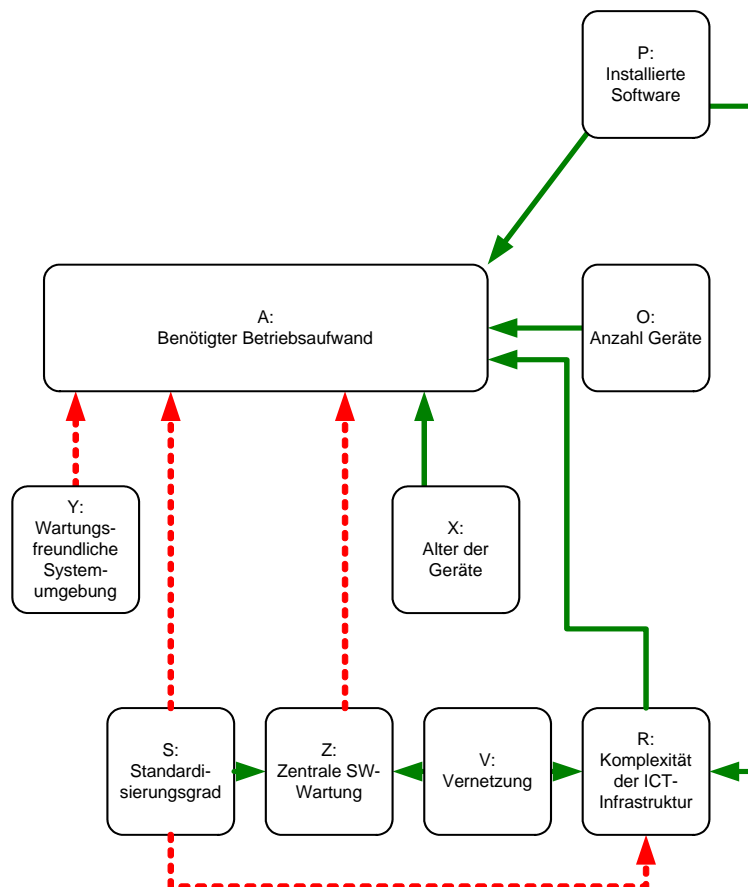 P:
Installierte
Software
A:
Benötigter Betriebsaufwand
O:
Anzahl Geräte
Y:
Wartungs-
freundliche
System-
umgebung
X:
Alter der
Geräte
S:
Standardi-
sierungsgrad
Z:
Zentrale SW-
Wartung
V:
Vernetzung
R:
Komplexität
der ICT-
Infrastruktur